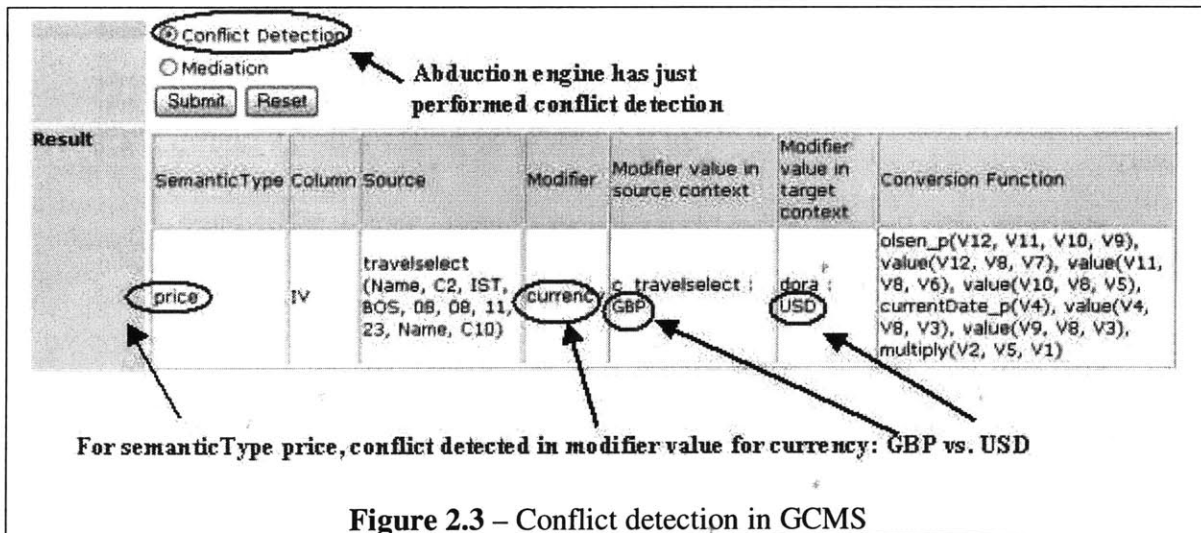 Conflict Detection
Mediation
Abduction engine has just
performed conflict detection
Submit Reset
Result
SemanticType Column Source Modifier Modifier value in source context Modifier value in target context Conversion Function
price IV travelselect (Name, C2, IST, BOS, 08, 08, 11, 23, Name, C10) currency c_travelselect : GBP dora : USD olsen_p(V12, V11, V10, V9), value(V12, V8, V7), value(V11, V8, V6), value(V10, V8, V5), currentDate_p(V4), value(V4, V8, V3), value(V9, V8, V3), multiply(V2, V5, V1)
For semanticType price, conflict detected in modifier value for currency: GBP vs. USD
Figure 2.3 – Conflict detection in GCMS